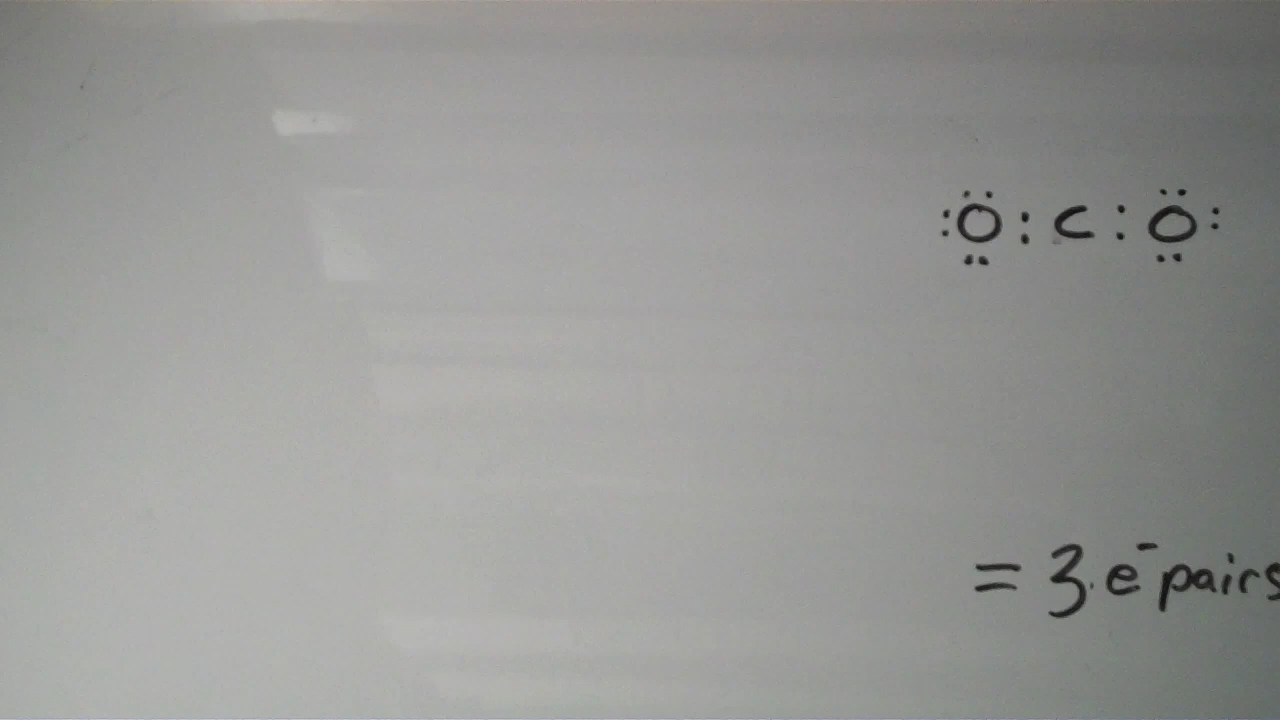 :Ö:C:Ö:
= 3 e⁻ pairs